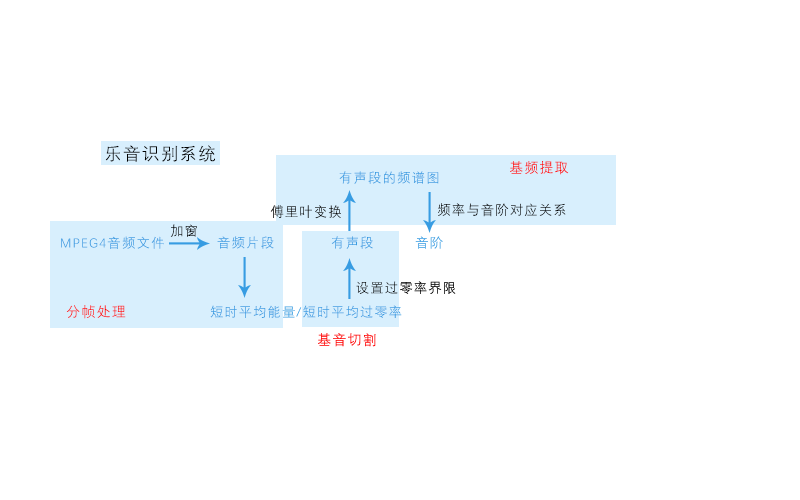 乐音识别系统
基频提取
有声段的频谱图
傅里叶变换
频率与音阶对应关系
加窗
MPEG4音频文件
音频片段
有声段
音阶
设置过零率界限
分帧处理
短时平均能量/短时平均过零率
基音切割